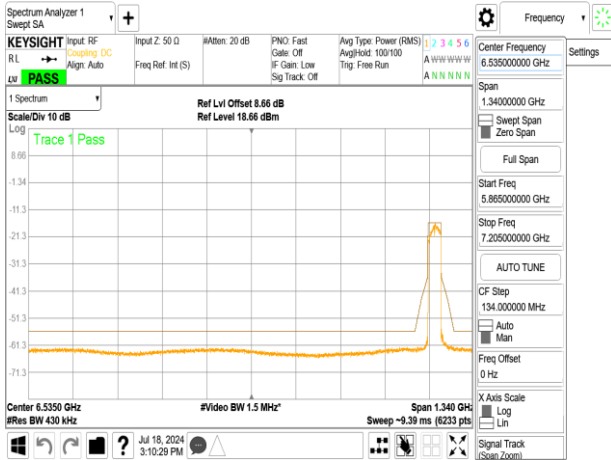 Spectrum Analyzer 1
Swept SA
+
Frequency
Settings
KEYSIGHT
RL
PASS
Input: RF
Coupling: DC
Align: Auto
Input Z: 50 Ω
Freq Ref: Int (S)
#Atten: 20 dB
PNO: Fast
Gate: Off
IF Gain: Low
Sig Track: Off
Avg Type: Power (RMS)
Avg|Hold: 100/100
Trig: Free Run
1 2 3 4 5 6
A W W W W W
A N N N N N
1 Spectrum
Scale/Div 10 dB
Ref Lvl Offset 8.66 dB
Ref Level 18.66 dBm
Log
Trace 1 Pass
8.66
-1.34
-11.3
-21.3
-31.3
-41.3
-51.3
-61.3
-71.3
Center 6.5350 GHz
#Res BW 430 kHz
#Video BW 1.5 MHz*
Span 1.340 GHz
Sweep ~9.39 ms (6233 pts
Center Frequency
6.535000000 GHz
Span
1.34000000 GHz
Swept Span
Zero Span
Full Span
Start Freq
5.865000000 GHz
Stop Freq
7.205000000 GHz
AUTO TUNE
CF Step
134.000000 MHz
Auto
Man
Freq Offset
0 Hz
X Axis Scale
Log
Lin
Signal Track
(Span Zoom)
?
Jul 18, 2024
3:10:29 PM